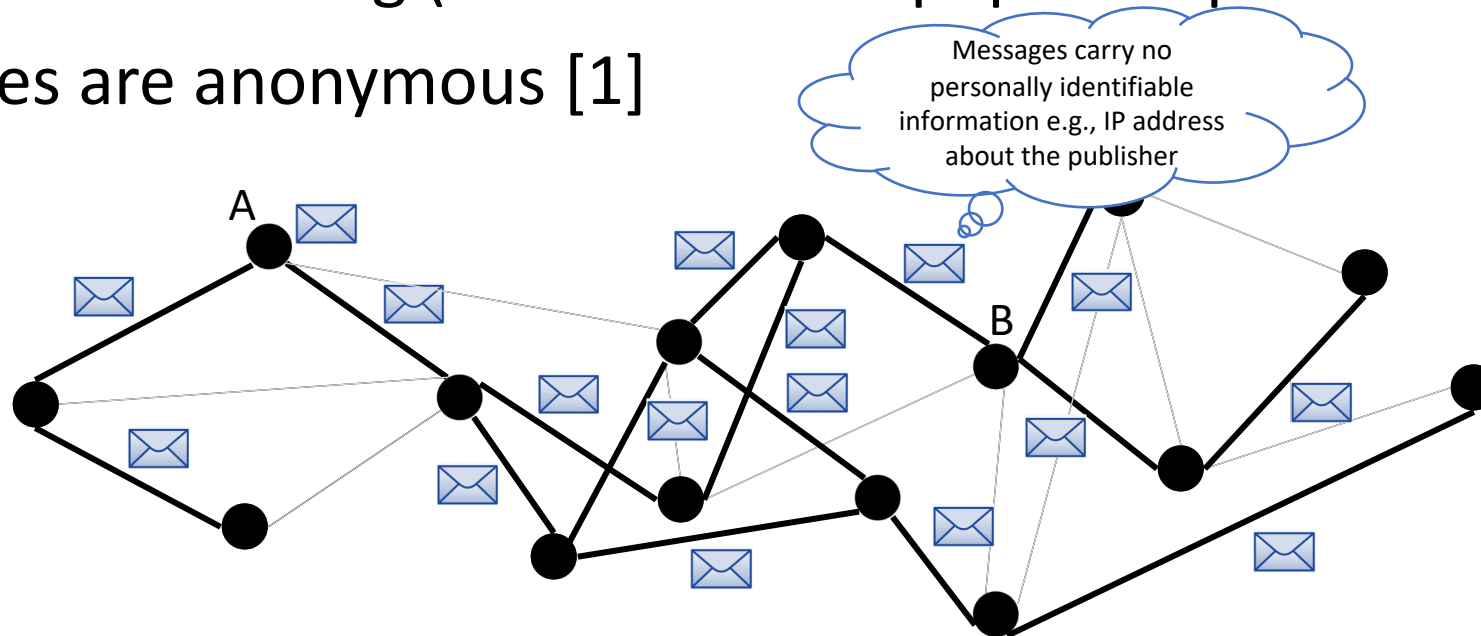 es are anonymous [1]
Messages carry no
personally identifiable
information e.g., IP address
about the publisher
A
B